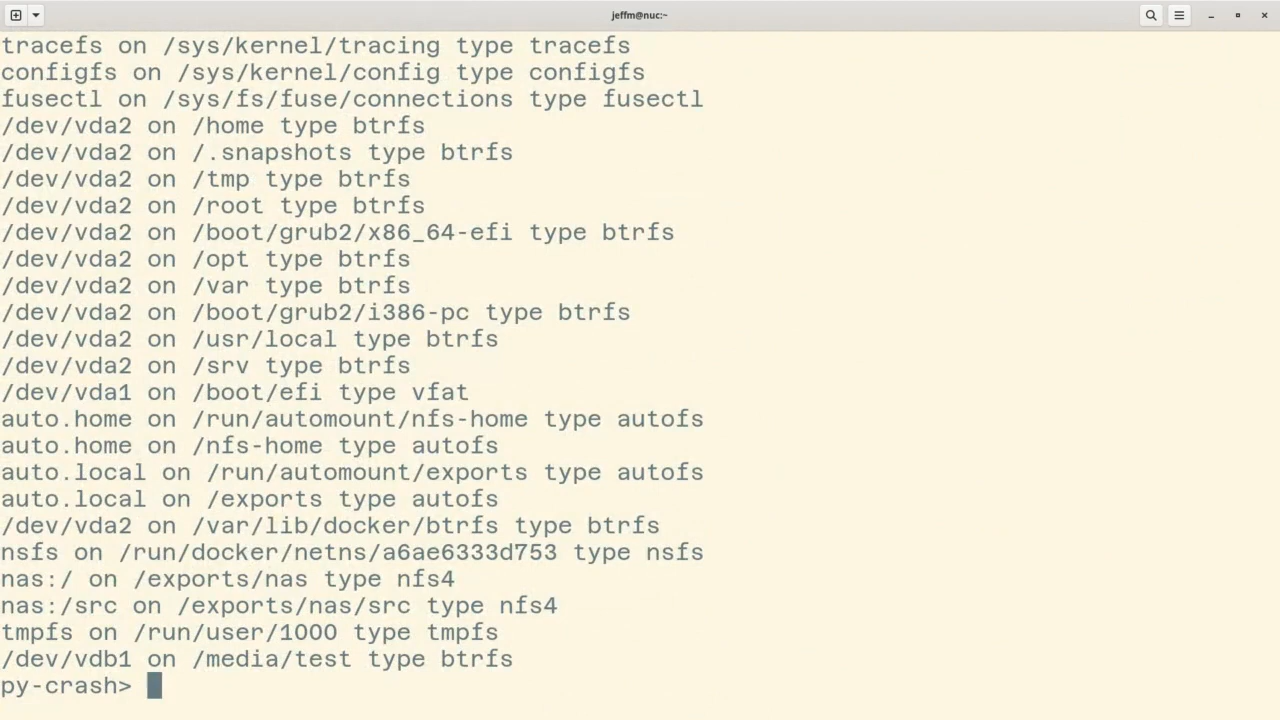 jeffm@nuc:~
tracefs on /sys/kernel/tracing type tracefs
configfs on /sys/kernel/config type configfs
fusectl on /sys/fs/fuse/connections type fusectl
/dev/vda2 on /home type btrfs
/dev/vda2 on /.snapshots type btrfs
/dev/vda2 on /tmp type btrfs
/dev/vda2 on /root type btrfs
/dev/vda2 on /boot/grub2/x86_64-efi type btrfs
/dev/vda2 on /opt type btrfs
/dev/vda2 on /var type btrfs
/dev/vda2 on /boot/grub2/i386-pc type btrfs
/dev/vda2 on /usr/local type btrfs
/dev/vda2 on /srv type btrfs
/dev/vda1 on /boot/efi type vfat
auto.home on /run/automount/nfs-home type autofs
auto.home on /nfs-home type autofs
auto.local on /run/automount/exports type autofs
auto.local on /exports type autofs
/dev/vda2 on /var/lib/docker/btrfs type btrfs
nsfs on /run/docker/netns/a6ae6333d753 type nsfs
nas:/ on /exports/nas type nfs4
nas:/src on /exports/nas/src type nfs4
tmpfs on /run/user/1000 type tmpfs
/dev/vdb1 on /media/test type btrfs
py-crash>